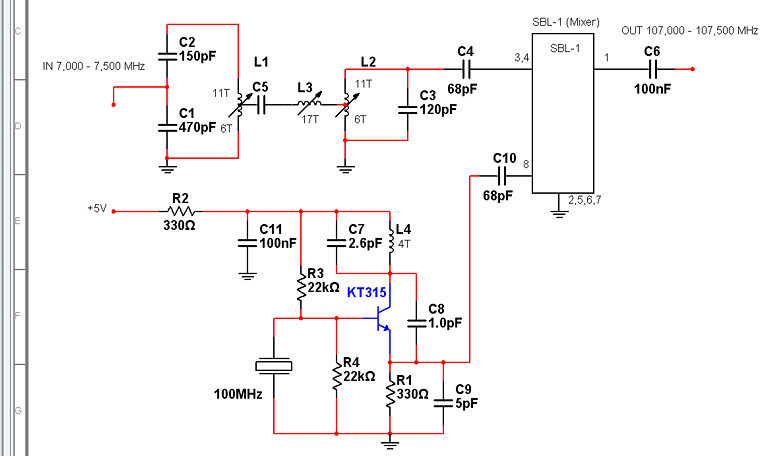 SBL-1 (Mixer)
OUT 107,000 - 107,500 MHz
C
C2
150pF
IN 7,000 - 7,500 MHz
L1
L2
C4
SBL-1
C6
3,4
1
11T
C5
L3
11T
68pF
100nF
C3
120pF
D
C1
470pF
6T
17T
6T
C10
8
68pF
2,5,6,7
+5V
R2
330Ω
E
C11
100nF
C7
2.6pF
L4
4T
R3
22kΩ
KT315
C8
1.0pF
F
100MHz
R4
22kΩ
R1
330Ω
C9
5pF
G